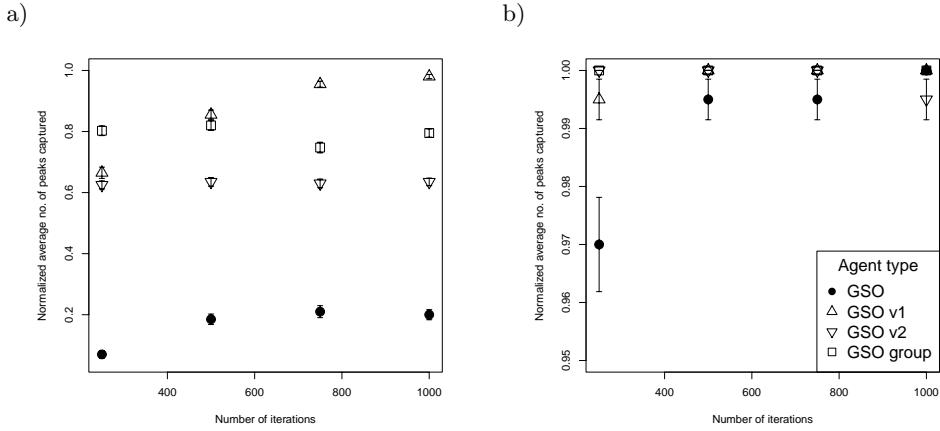 a)
b)
Normalized average no. of peaks captured
1.0
0.8
0.6
0.4
0.2
400
600
800
1000
Number of iterations
Normalized average no. of peaks captured
1.00
0.99
0.98
0.97
0.96
0.95
400
600
800
1000
Number of iterations
Agent type
GSO
GSO v1
GSO v2
GSO group